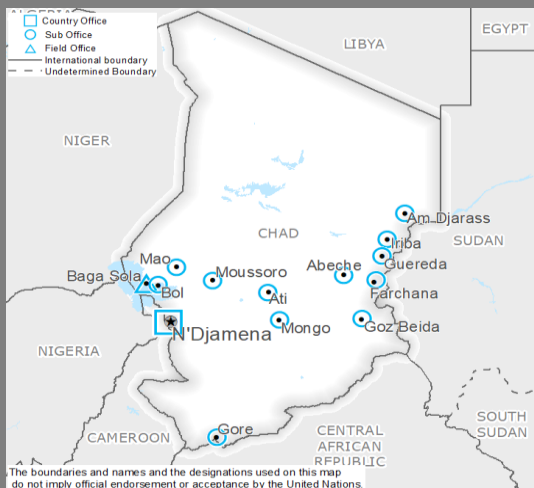 ALGERIA
Country Office
Sub Office
Field Office
International boundary
Undetermined Boundary
LIBYA
EGYPT
NIGER
CHAD
SUDAN
Am Djarass
Iriba
Guereda
Mao
Moussoro
Abeche
Baga Sola
Bol
Ati
Farchana
N'Djamena
Mongo
Goz Beida
NIGERIA
Gore
CAMEROON
CENTRAL
AFRICAN
REPUBLIC
SOUTH
SUDAN
The boundaries and names and the designations used on this map
do not imply official endorsement or acceptance by the United Nations.